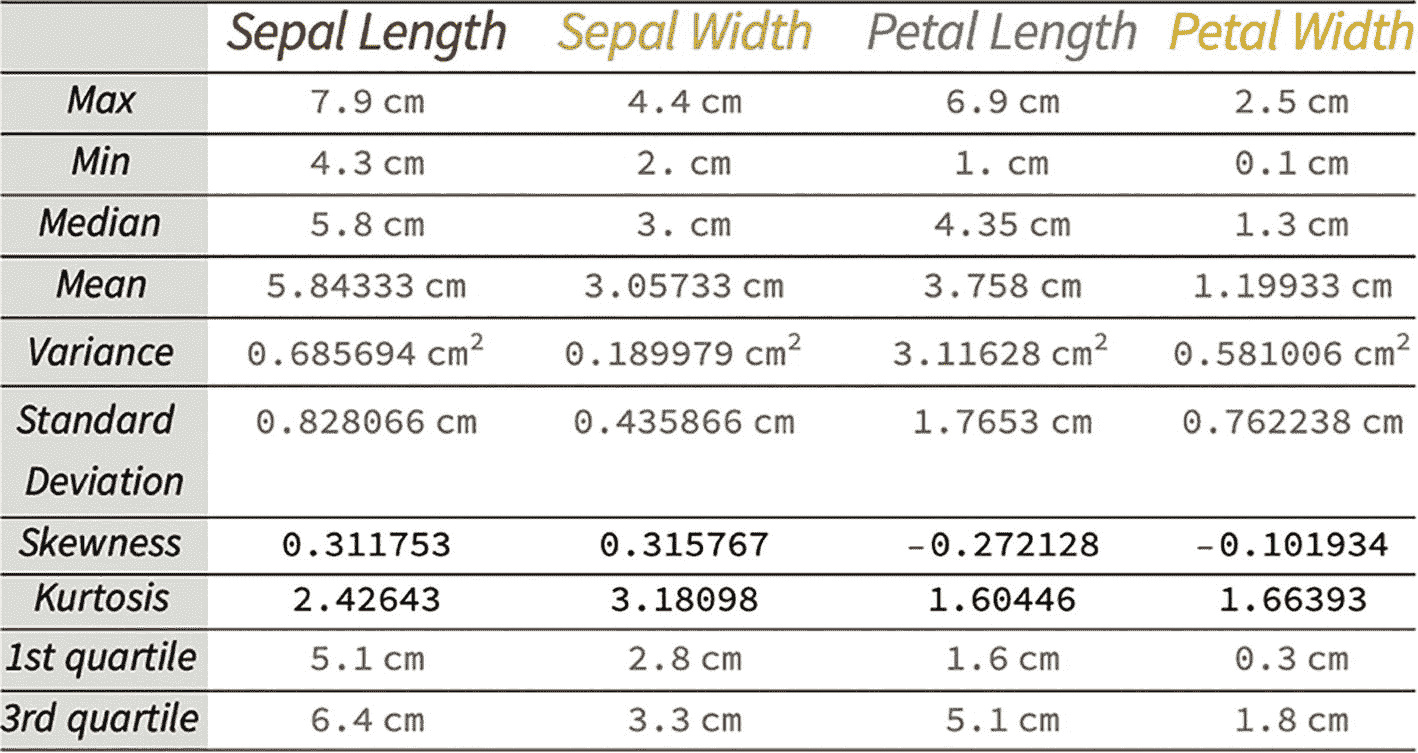 Sepal Length Sepal Width Petal Length Petal Width
Max 7.9 cm 4.4 cm 6.9 cm 2.5 cm
Min 4.3 cm 2. cm 1. cm 0.1 cm
Median 5.8 cm 3. cm 4.35 cm 1.3 cm
Mean 5.84333 cm 3.05733 cm 3.758 cm 1.19933 cm
Variance 0.685694 cm² 0.189979 cm² 3.11628 cm² 0.581006 cm²
Standard 0.828066 cm 0.435866 cm 1.7653 cm 0.762238 cm
Deviation
Skewness 0.311753 0.315767 -0.272128 -0.101934
Kurtosis 2.42643 3.18098 1.60446 1.66393
1st quartile 5.1 cm 2.8 cm 1.6 cm 0.3 cm
3rd quartile 6.4 cm 3.3 cm 5.1 cm 1.8 cm